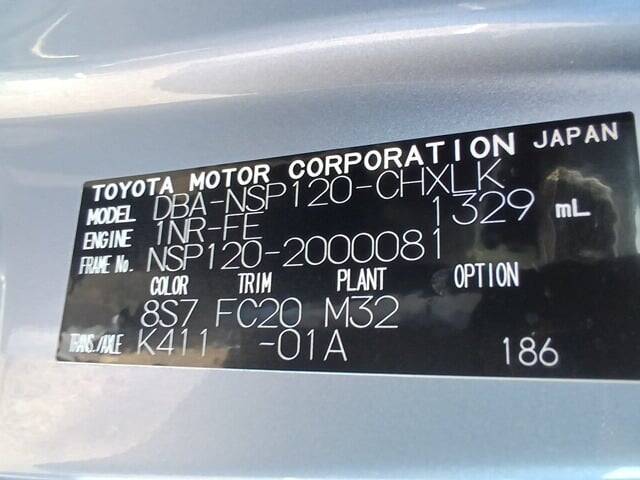 TOYOTA MOTOR CORPORATION JAPAN
MODEL DBA-NSP120-CHXLK
ENGINE 1NR-FE 1329 mL
FRAME No. NSP120-2000081
COLOR TRIM PLANT OPTION
8S7 FC20 M32
TRANS./AXLE K411 -01A 186